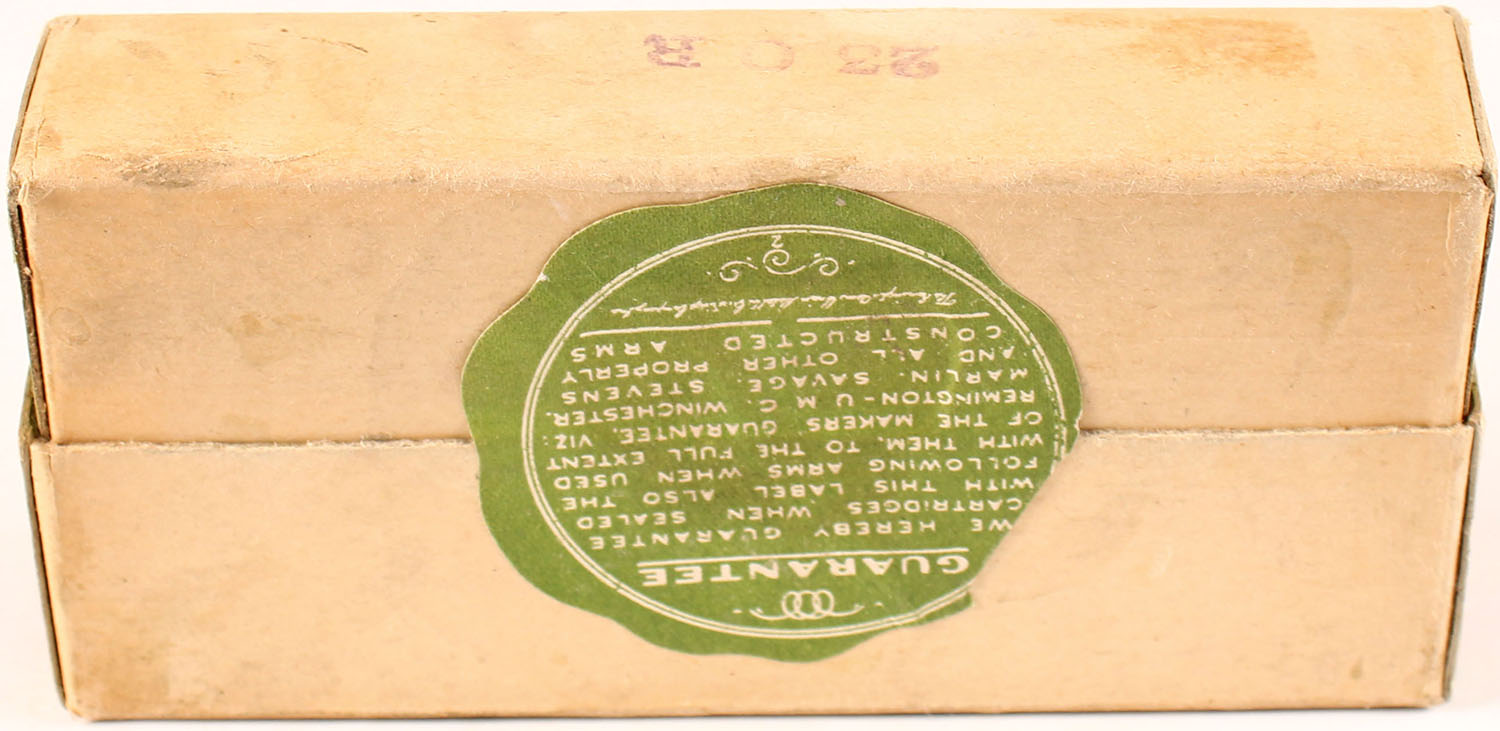 GUARANTEE
WE HEREBY GUARANTEE
CARTRIDGES WHEN SEALED
WITH THIS LABEL ALSO THE
FOLLOWING ARMS WHEN USED
WITH THEM, TO THE FULL EXTENT
OF THE MAKERS, GUARANTEE, VIZ:
REMINGTON-U M C, WINCHESTER,
MARLIN, SAVAGE, STEVENS
AND ALL OTHER PROPERLY
CONSTRUCTED ARMS
2
23 O R